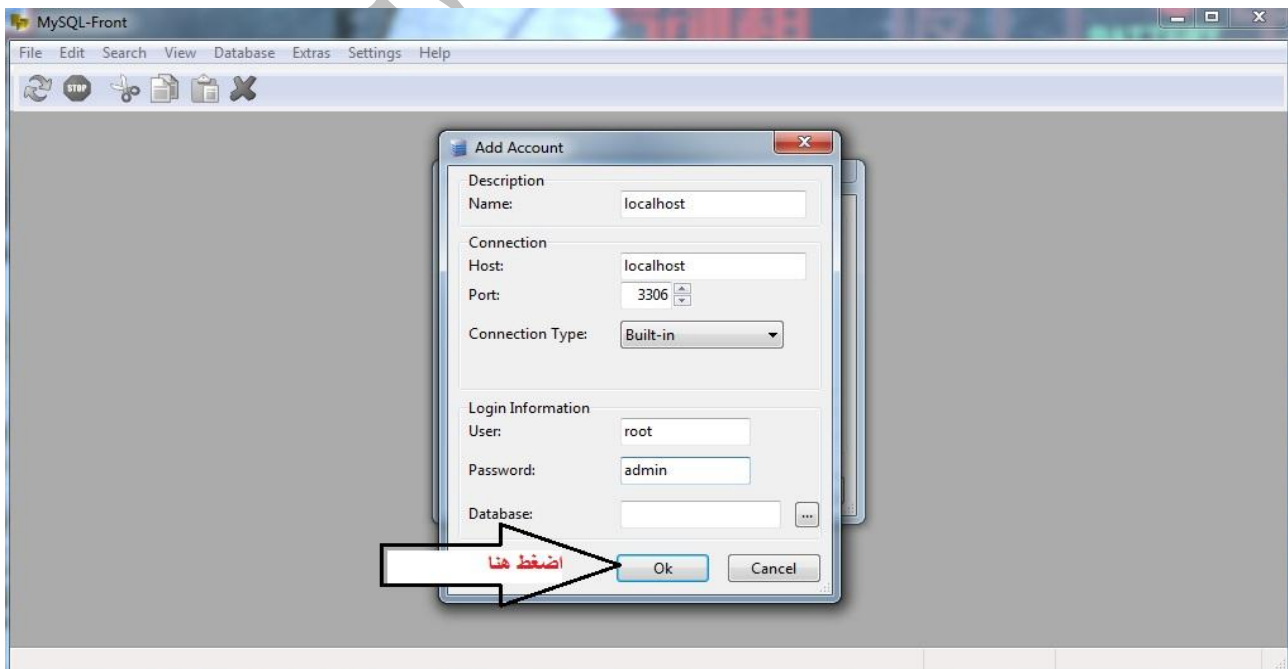 MySQL-Front
File Edit Search View Database Extras Settings Help
STOP
Add Account
Description
Name: localhost
Connection
Host: localhost
Port: 3306
Connection Type: Built-in
Login Information
User: root
Password: admin
Database: ...
اضغط هنا
Ok Cancel